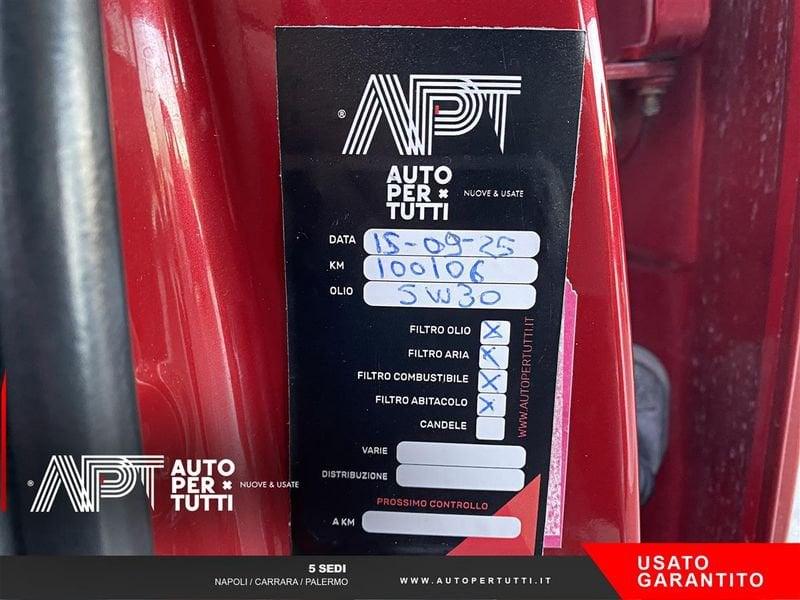 ® APT
AUTO
PER
TUTTI
NUOVE & USATE
DATA 15-09-25
KM 100106
OLIO 5W30
FILTRO OLIO X
FILTRO ARIA X
FILTRO COMBUSTIBILE X
FILTRO ABITACOLO X
CANDELE
VARIE
DISTRIBUZIONE
PROSSIMO CONTROLLO
A KM
WWW.AUTOPERTUTTI.IT
® APT
AUTO
PER
TUTTI
NUOVE & USATE
5 SEDI
NAPOLI / CARRARA / PALERMO
WWW.AUTOPERTUTTI.IT
USATO
GARANTITO